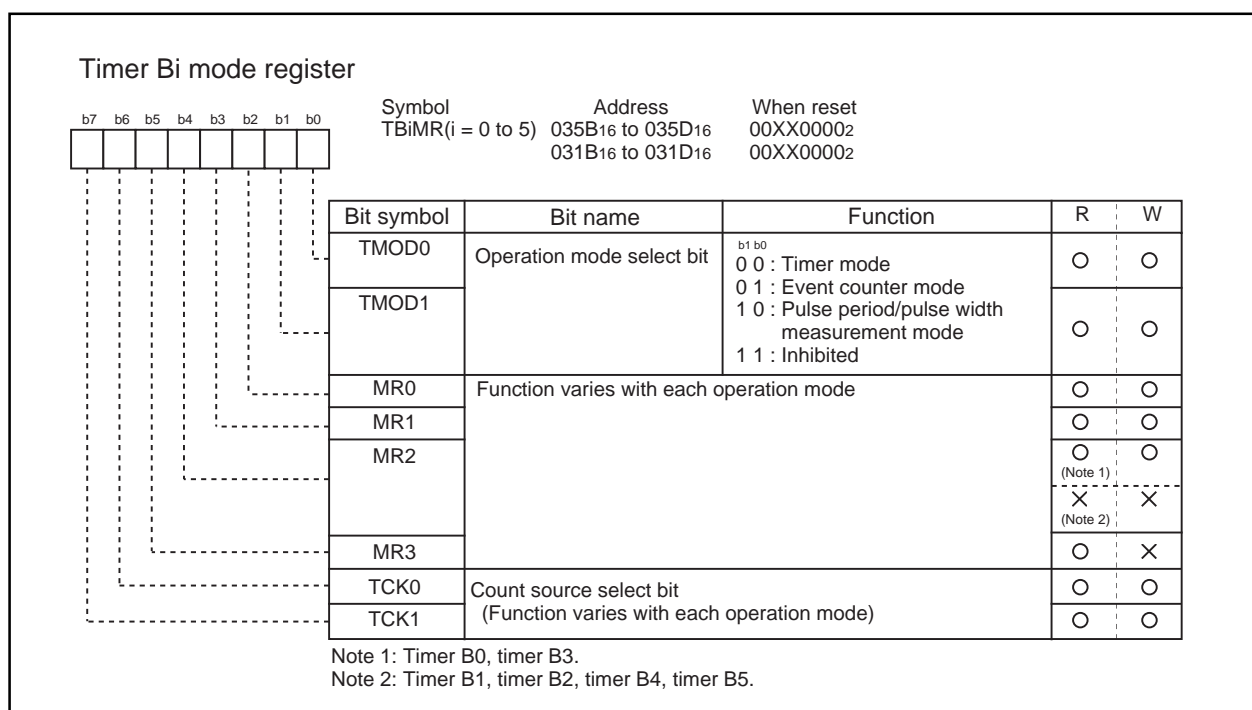 Timer Bi mode register
Symbol Address When reset
TBiMR(i = 0 to 5) 035B16 to 035D16 00XX00002
031B16 to 031D16 00XX00002
b7 b6 b5 b4 b3 b2 b1 b0
Bit symbol Bit name Function R W
TMOD0 Operation mode select bit
b1 b0
0 0 : Timer mode
0 1 : Event counter mode
TMOD1
1 0 : Pulse period/pulse width
measurement mode
1 1 : Inhibited
MR0 Function varies with each operation mode
MR1
MR2
(Note 1)
(Note 2)
MR3
TCK0 Count source select bit
TCK1 (Function varies with each operation mode)
Note 1: Timer B0, timer B3.
Note 2: Timer B1, timer B2, timer B4, timer B5.